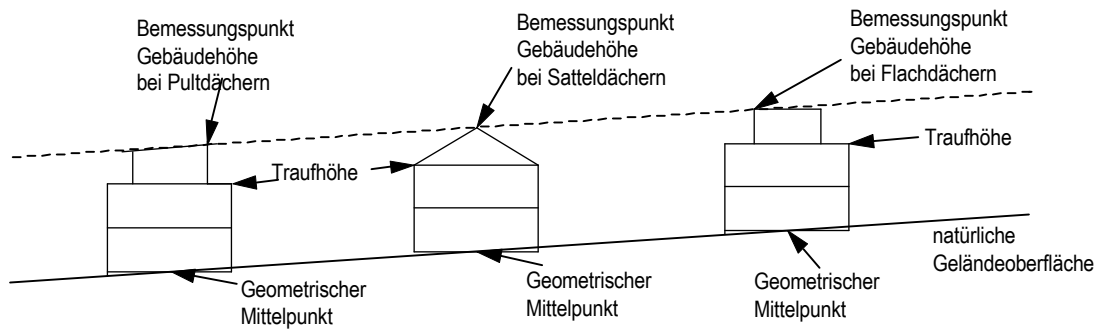 Bemessungspunkt
Gebäudehöhe
bei Pultdächern
Bemessungspunkt
Gebäudehöhe
bei Satteldächern
Bemessungspunkt
Gebäudehöhe
bei Flachdächern
Traufhöhe
Traufhöhe
natürliche
Geländeoberfläche
Geometrischer
Mittelpunkt
Geometrischer
Mittelpunkt
Geometrischer
Mittelpunkt